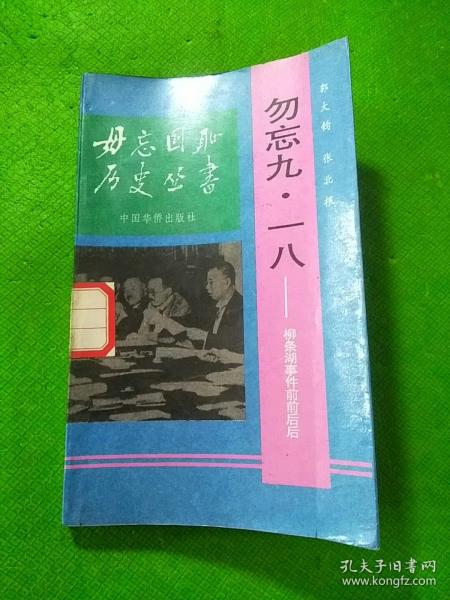 毋忘国耻
历史丛书
中国华侨出版社
勿忘九·一八——
柳条湖事件前前后后
郭大钧 张北根
孔夫子旧书网
www.kongfz.com